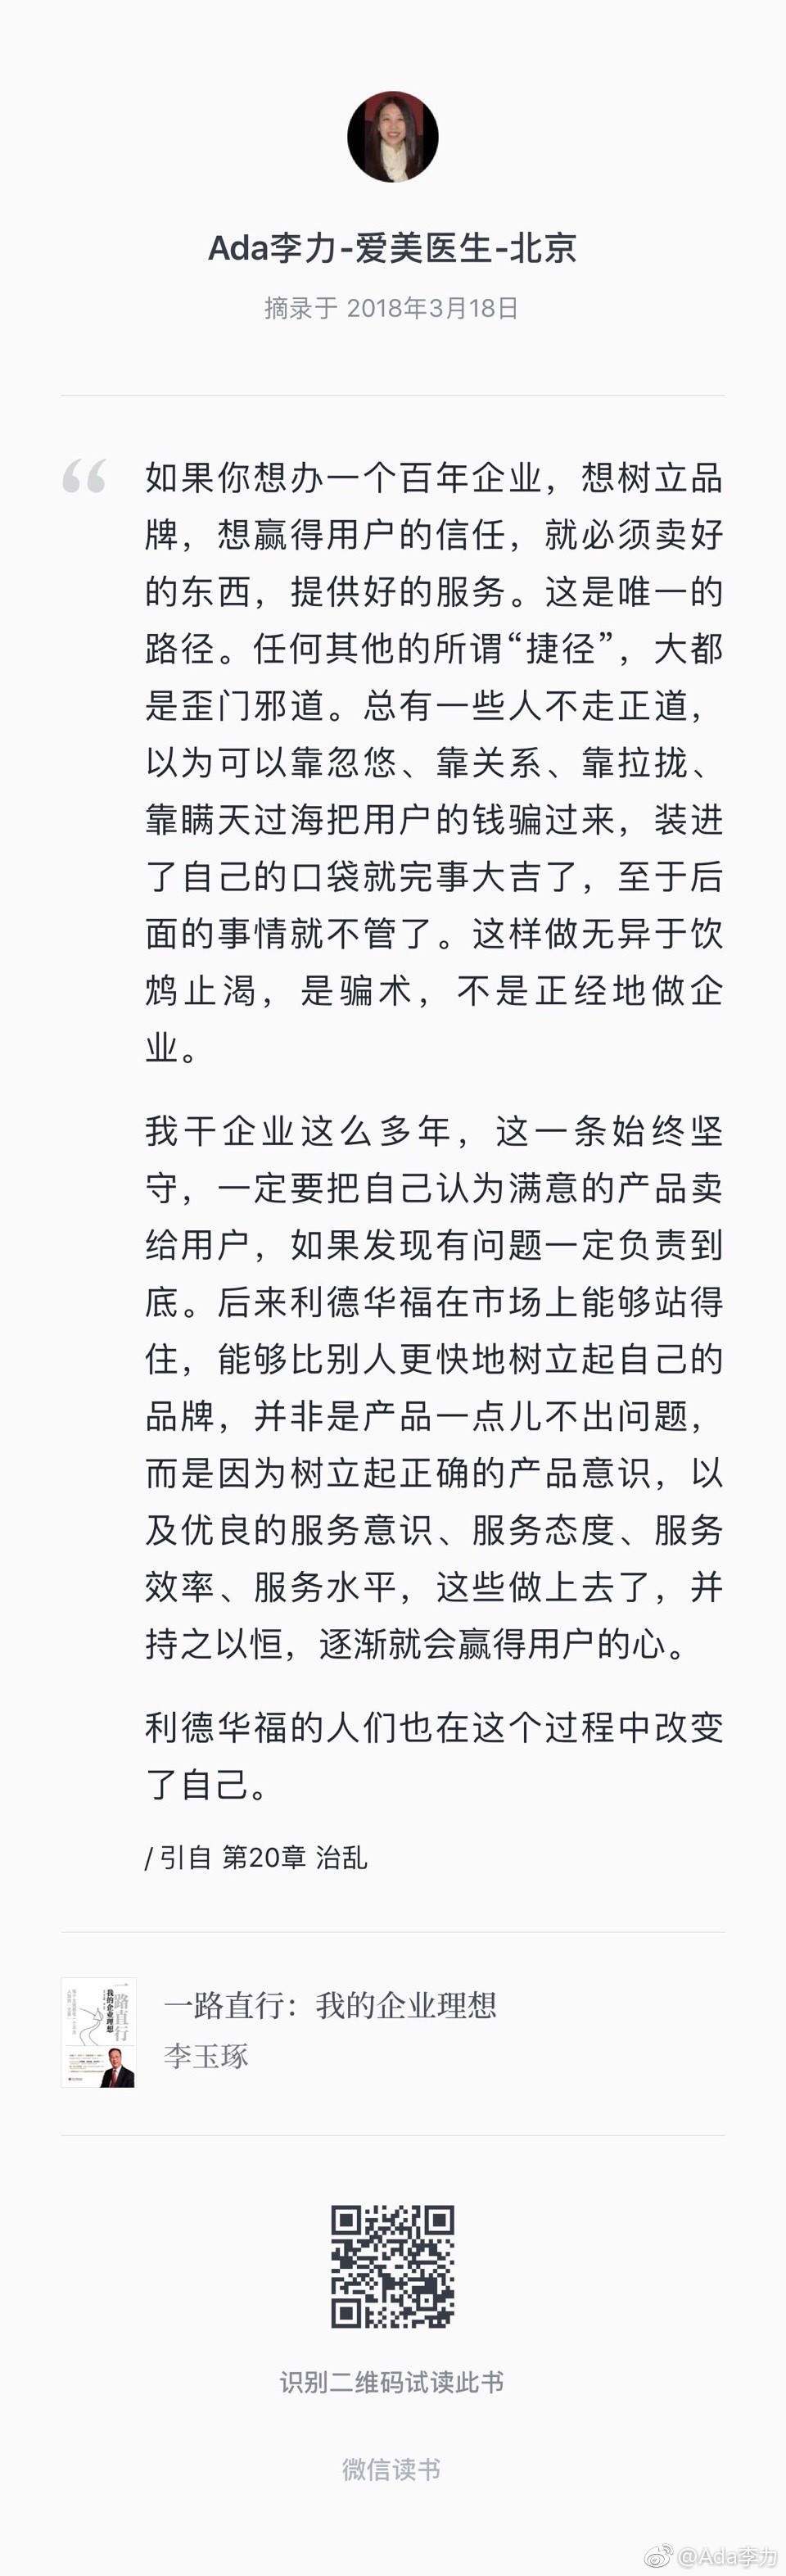 Ada李力-爱美医生-北京
摘录于 2018年3月18日
如果你想办一个百年企业，想树立品
牌，想赢得用户的信任，就必须卖好
的东西，提供好的服务。这是唯一的
路径。任何其他的所谓“捷径”，大都
是歪门邪道。总有一些人不走正道，
以为可以靠忽悠、靠关系、靠拉拢、
靠瞒天过海把用户的钱骗过来，装进
了自己的口袋就完事大吉了，至于后
面的事情就不管了。这样做无异于饮
鸩止渴，是骗术，不是正经地做企
业。
我干企业这么多年，这一条始终坚
守，一定要把自己认为满意的产品卖
给用户，如果发现有问题一定负责到
底。后来利德华福在市场上能够站得
住，能够比别人更快地树立起自己的
品牌，并非是产品一点儿不出问题，
而是因为树立起正确的产品意识，以
及优良的服务意识、服务态度、服务
效率、服务水平，这些做上去了，并
持之以恒，逐渐就会赢得用户的心。
利德华福的人们也在这个过程中改变
了自己。
/ 引自 第20章 治乱
一路直行
我的企业理想
一路直行：我的企业理想
李玉琢
识别二维码试读此书
微信读书
@Ada李力